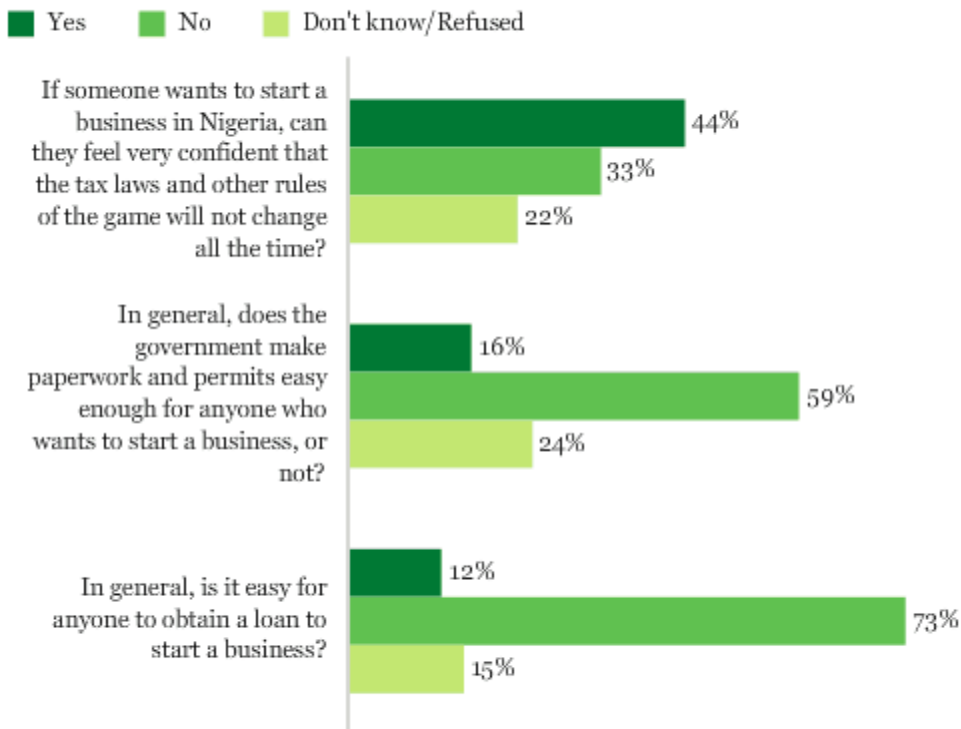 Yes No Don't know/Refused
If someone wants to start a
business in Nigeria, can
they feel very confident that
the tax laws and other rules
of the game will not change
all the time?
44%
33%
22%
In general, does the
government make
paperwork and permits easy
enough for anyone who
wants to start a business, or
not?
16%
59%
24%
In general, is it easy for
anyone to obtain a loan to
start a business?
12%
73%
15%